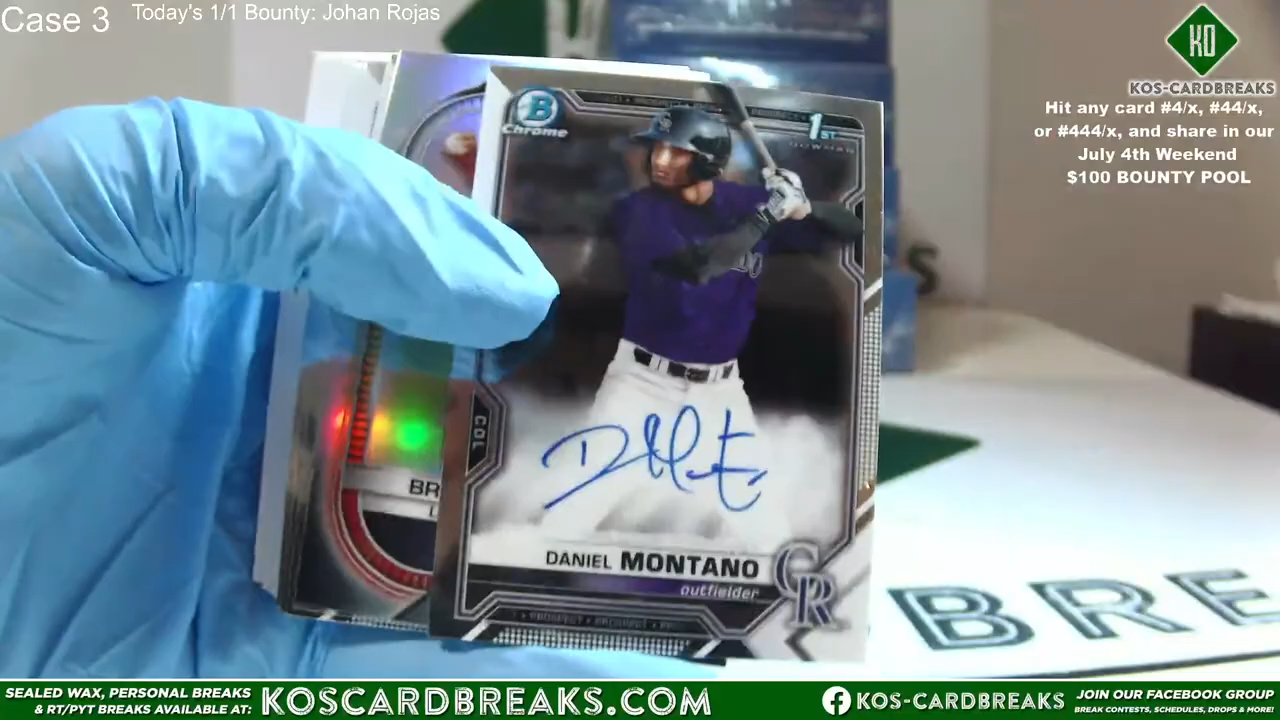 Case 3
Today's 1/1 Bounty: Johan Rojas
KO
KOS-CARDBREAKS
Hit any card #4/x, #44/x,
or #444/x, and share in our
July 4th Weekend
$100 BOUNTY POOL
B
Chrome
1ST
BOWMAN
COL
BR
DANIEL MONTANO
outfielder
CR
PROSPECT • PROSPECT • PR
BRE
SEALED WAX, PERSONAL BREAKS
& RT/PYT BREAKS AVAILABLE AT:
KOSCARDBREAKS.COM
KOS-CARDBREAKS
JOIN OUR FACEBOOK GROUP
BREAK CONTESTS, SCHEDULES, DROPS & MORE!